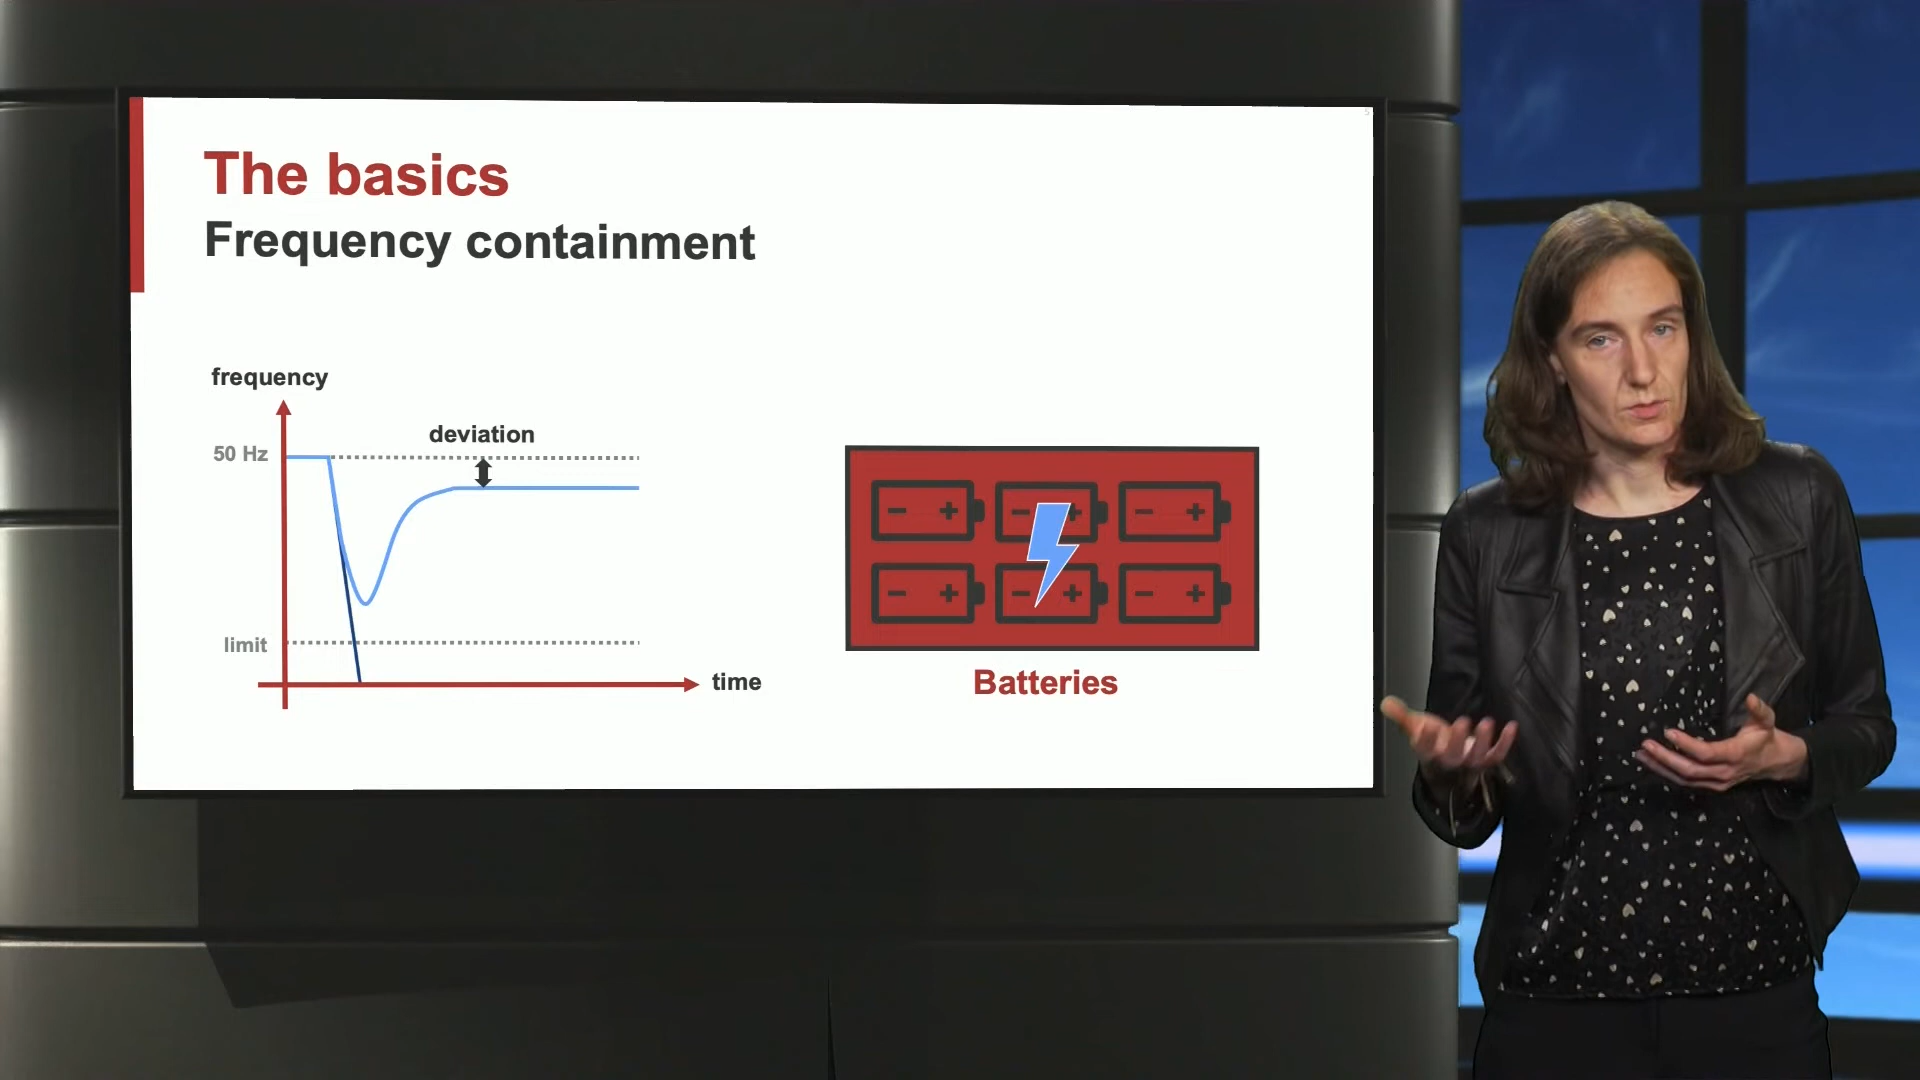 The basics
Frequency containment
frequency
deviation
50 Hz
limit
time
- +
- +
- +
- +
- +
- +
Batteries